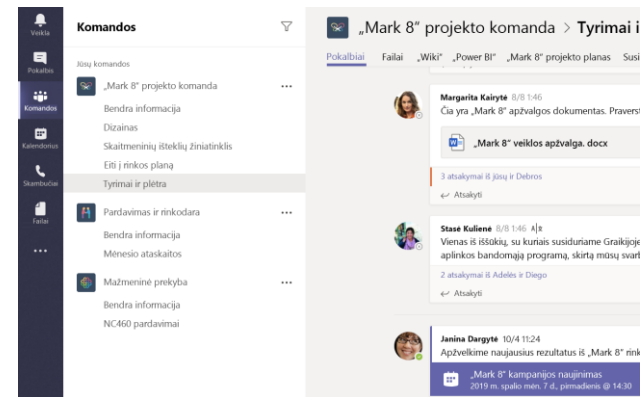 Veikla
Pokalbis
Komandos
Kalendorius
Skambučiai
Failai
Komandos
Jūsų komandos
„Mark 8“ projekto komanda
Bendra informacija
Dizainas
Skaitmeninių išteklių žiniatinklis
Eiti į rinkos planą
Tyrimai ir plėtra
Pardavimas ir rinkodara
Bendra informacija
Mėnesio ataskaitos
Mažmeninė prekyba
Bendra informacija
NC460 pardavimai
„Mark 8“ projekto komanda > Tyrimai i
Pokalbiai Failai „Wiki“ „Power BI“ „Mark 8“ projekto planas Susi
Margarita Kairytė 8/8 1:46
Čia yra „Mark 8“ apžvalgos dokumentas. Praverst
„Mark 8“ veiklos apžvalga. docx
3 atsakymai iš jūsų ir Debros
Atsakyti
Stasė Kulienė 8/8 1:46
Vienas iš iššūkių, su kuriais susiduriame Graikijoje
aplinkos bandomąją programą, skirtą mūsų svarb
2 atsakymai iš Adelės ir Diego
Atsakyti
Janina Dargytė 10/4 11:24
Apžvelkime naujausius rezultatus iš „Mark 8“ rink
„Mark 8“ kampanijos naujinimas
2019 m. spalio mėn. 7 d., pirmadienis @ 14:30